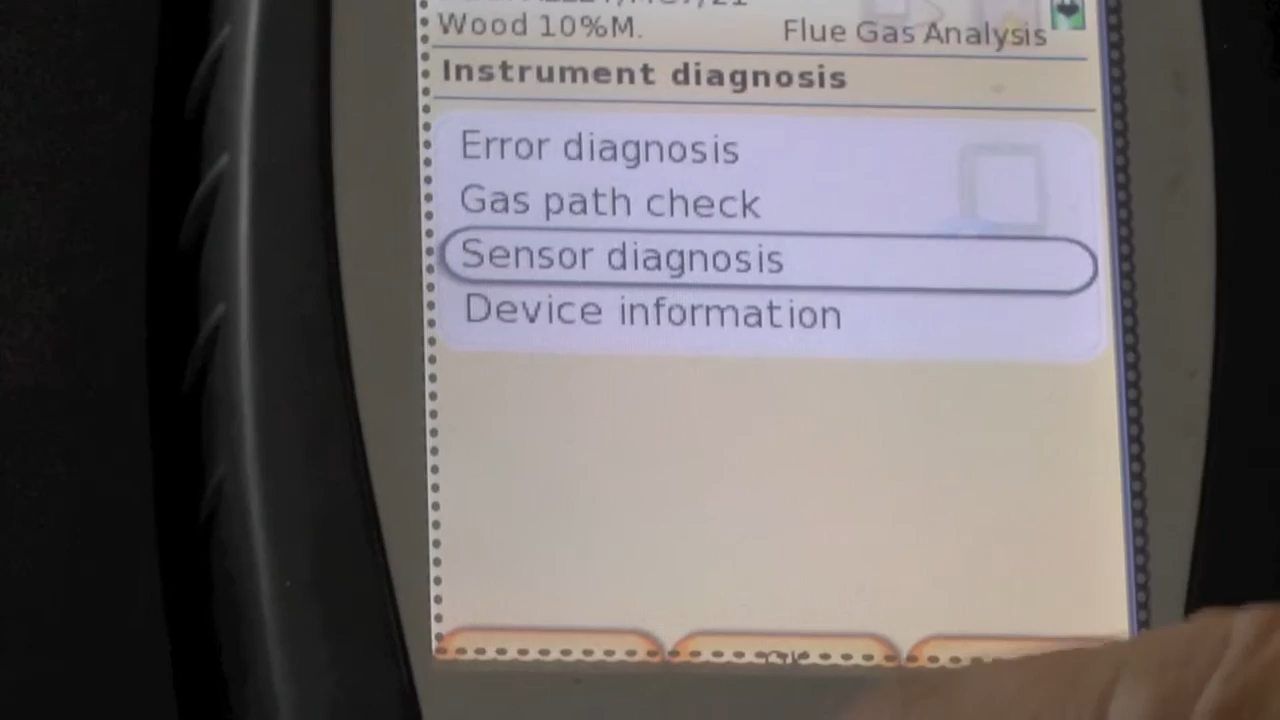 Wood 10%M.
Flue Gas Analysis
Instrument diagnosis
Error diagnosis
Gas path check
Sensor diagnosis
Device information